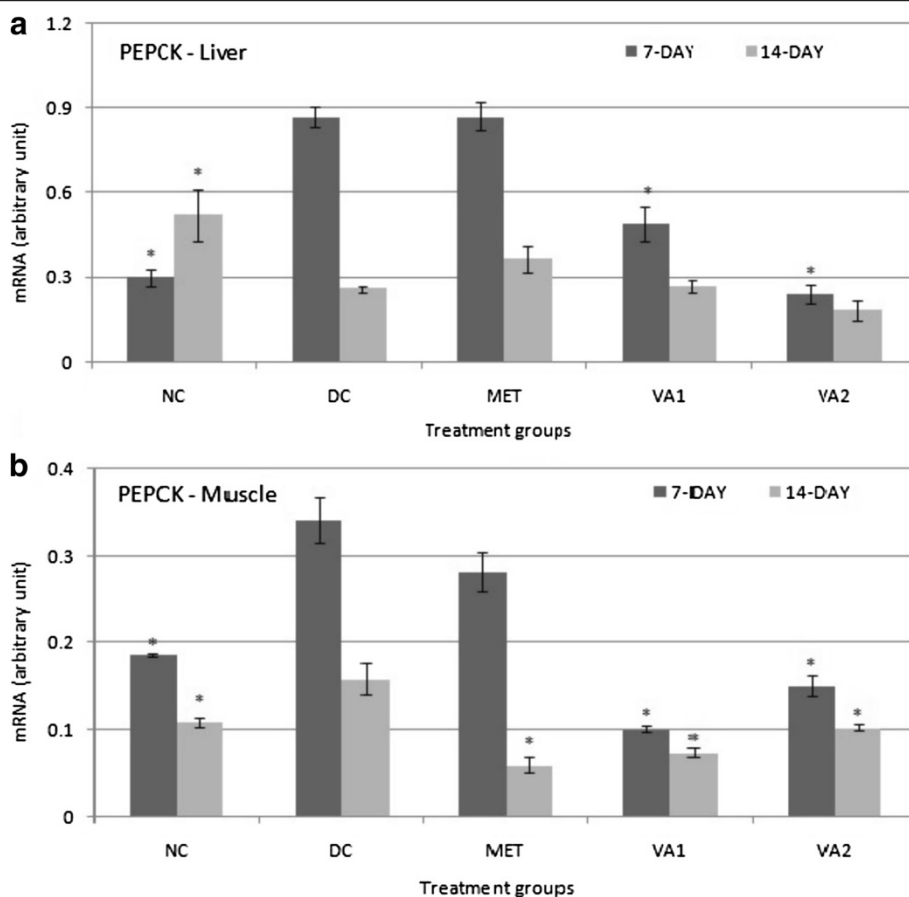 a
PEPCK - Liver
7-DAY 14-DAY
1.2
0.9
0.6
0.3
0
mRNA (arbitrary unit)
* * * *
NC DC MET VA1 VA2
Treatment groups
b
PEPCK - Muscle
7-DAY 14-DAY
0.4
0.3
0.2
0.1
0
mRNA (arbitrary unit)
* * * * * * *
NC DC MET VA1 VA2
Treatment groups